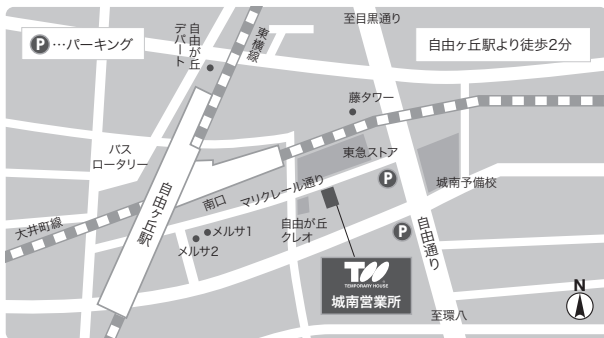 P…パーキング
自由が丘
デパート
東横線
至目黒通り
自由ヶ丘駅より徒歩2分
藤タワー
バス
ロータリー
東急ストア
P
城南予備校
自由ヶ丘駅
南口
マリクレール通り
大井町線
メルサ1
メルサ2
自由が丘
クレオ
P
自由通り
TM
TEMPORARY HOUSE
城南営業所
至環八
N